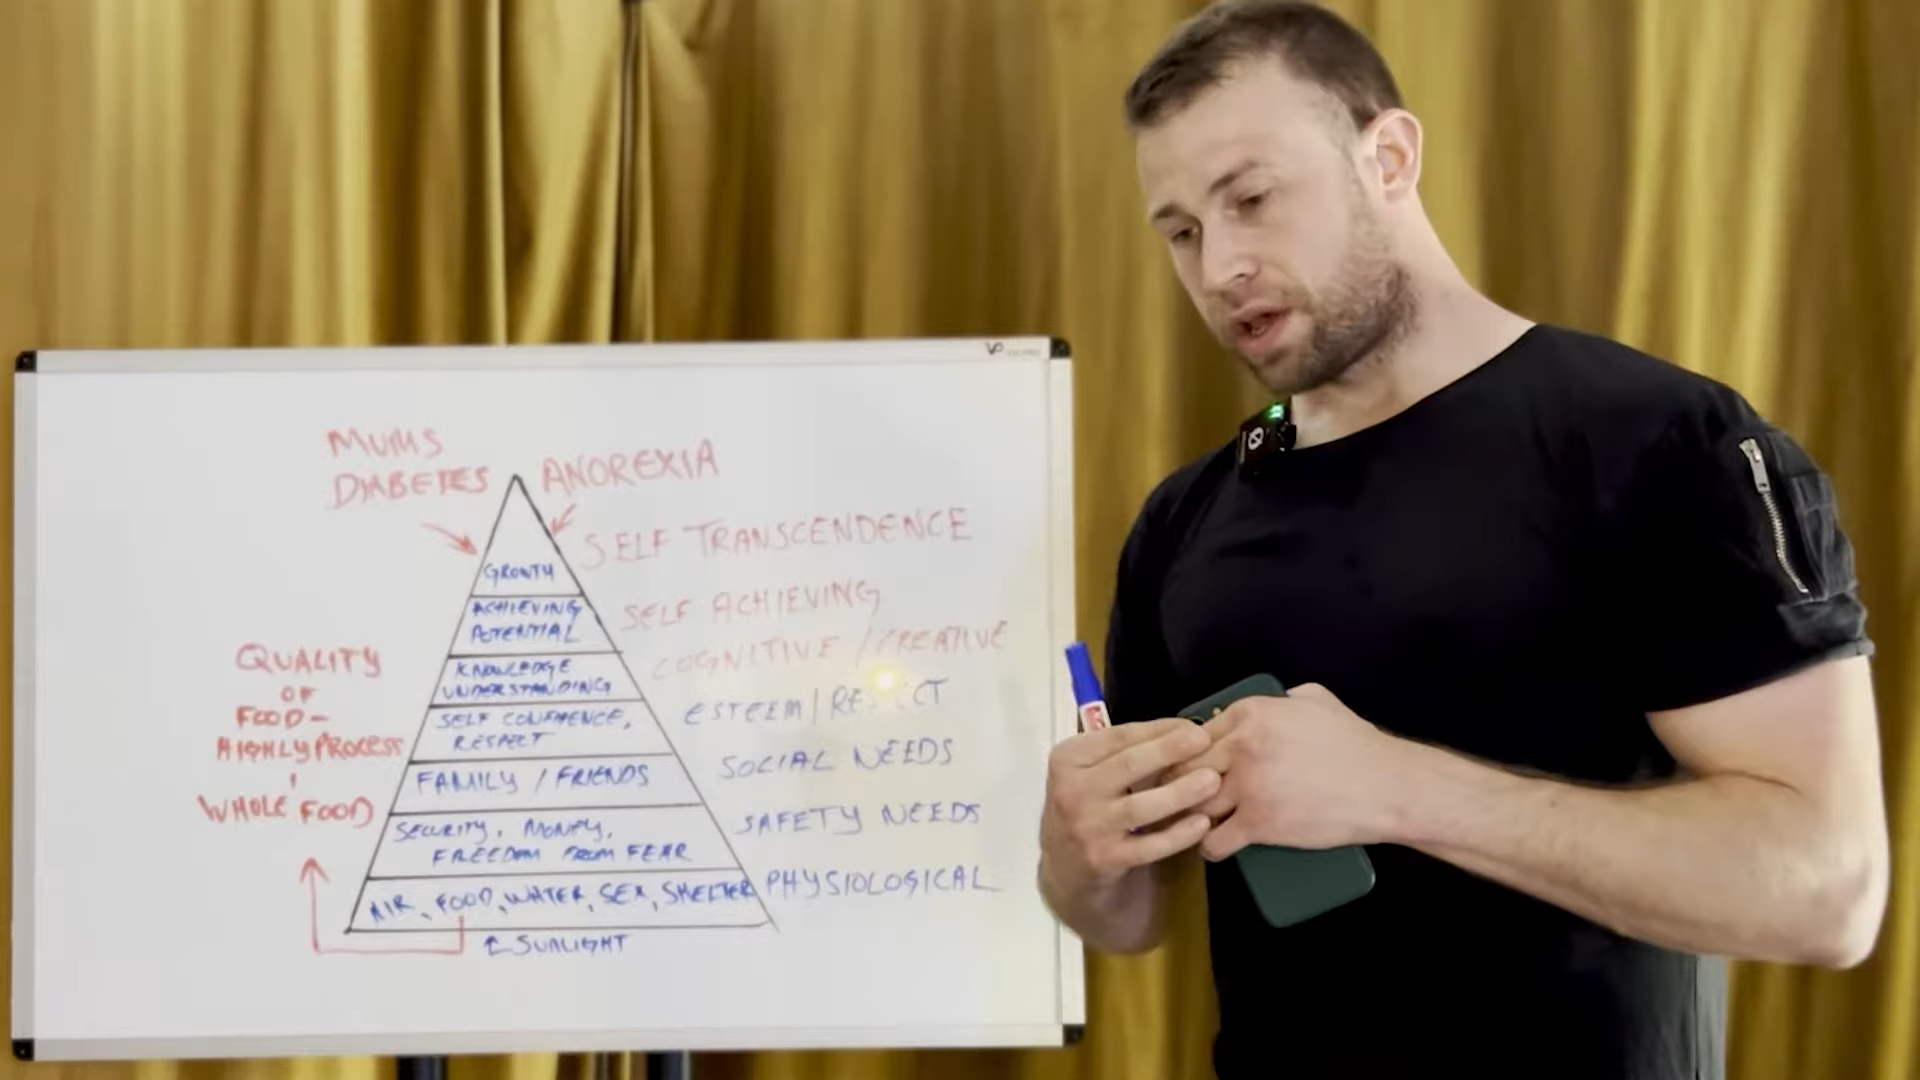 MUMS
DIABETES
ANOREXIA
SELF TRANSCENDENCE
GROWTH
SELF ACHIEVING
ACHIEVING
POTENTIAL
COGNITIVE / CREATIVE
KNOWLEDGE
UNDERSTANDING
ESTEEM / RESPECT
SELF CONFIDENCE,
RESPECT
SOCIAL NEEDS
FAMILY / FRIENDS
SAFETY NEEDS
SECURITY, MONEY,
FREEDOM FROM FEAR
PHYSIOLOGICAL
AIR, FOOD, WATER, SEX, SHELTER
SUNLIGHT
QUALITY
OF
FOOD -
HIGHLY PROCESS
WHOLE FOOD